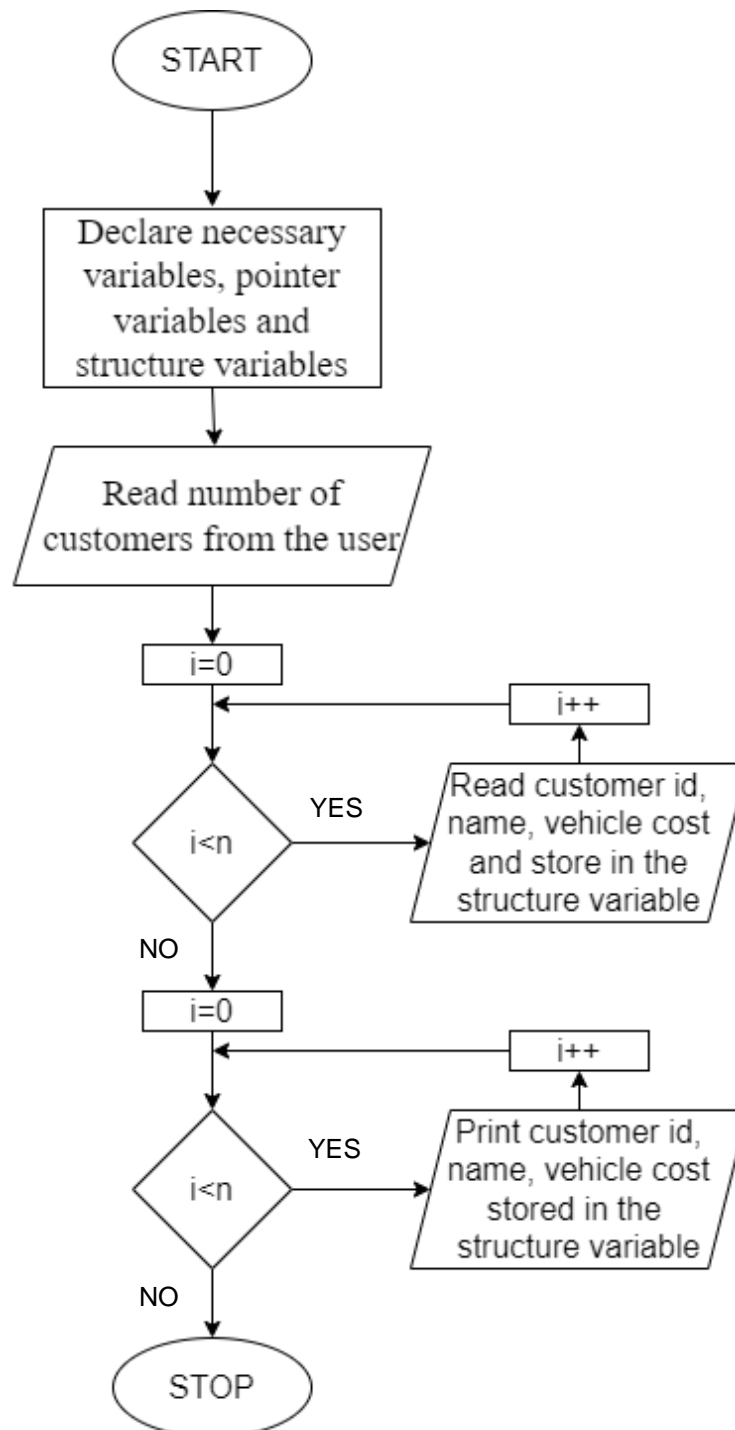 START
Declare necessary
variables, pointer
variables and
structure variables
Read number of
customers from the user
i=0
i++
i<n
YES
Read customer id,
name, vehicle cost
and store in the
structure variable
NO
i=0
i++
i<n
YES
Print customer id,
name, vehicle cost
stored in the
structure variable
NO
STOP